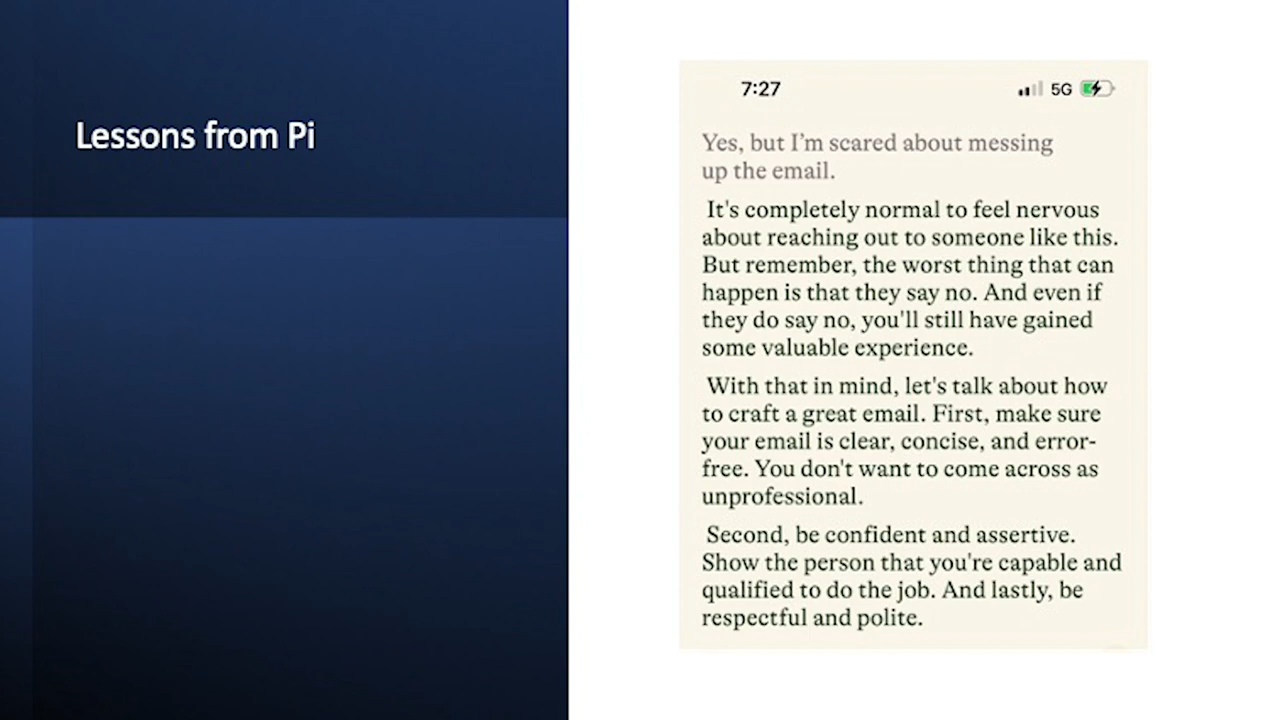 Lessons from Pi
7:27
5G
Yes, but I'm scared about messing
up the email.
It's completely normal to feel nervous
about reaching out to someone like this.
But remember, the worst thing that can
happen is that they say no. And even if
they do say no, you'll still have gained
some valuable experience.
With that in mind, let's talk about how
to craft a great email. First, make sure
your email is clear, concise, and error-
free. You don't want to come across as
unprofessional.
Second, be confident and assertive.
Show the person that you're capable and
qualified to do the job. And lastly, be
respectful and polite.